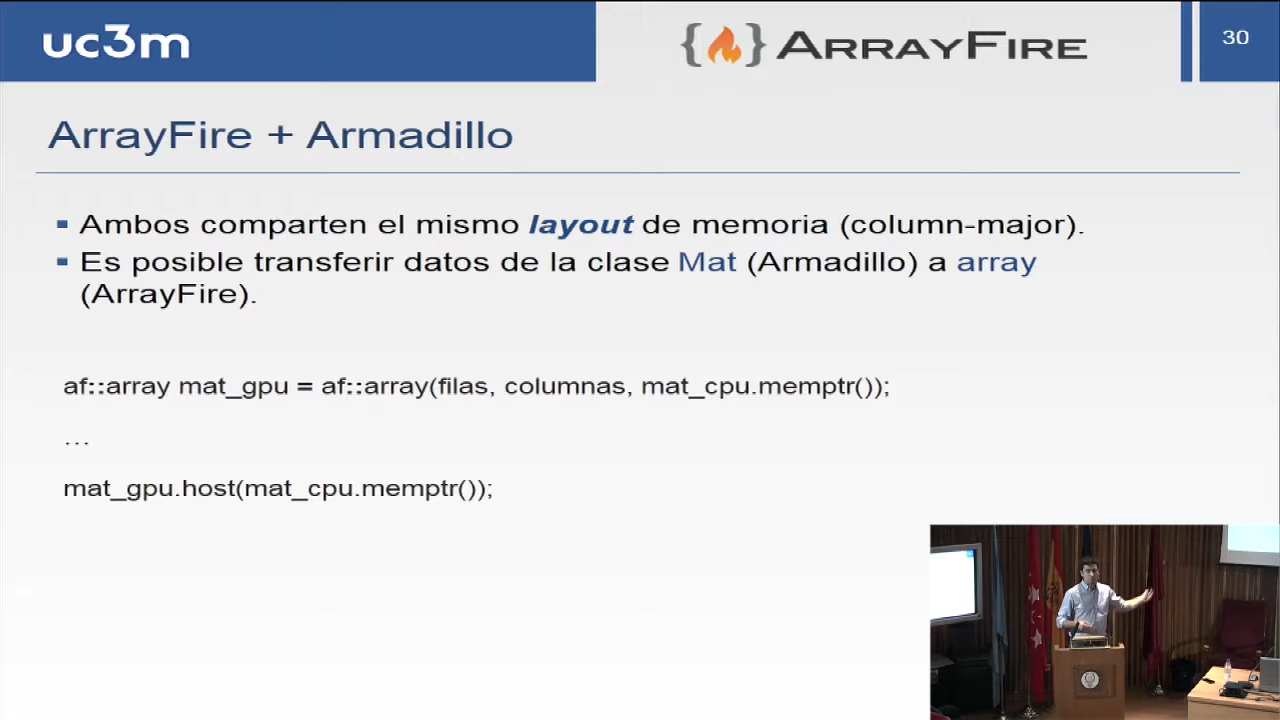 uc3m
{ } ARRAYFIRE
30
ArrayFire + Armadillo
▪ Ambos comparten el mismo layout de memoria (column-major).
▪ Es posible transferir datos de la clase Mat (Armadillo) a array
(ArrayFire).
af::array mat_gpu = af::array(filas, columnas, mat_cpu.memptr());
…
mat_gpu.host(mat_cpu.memptr());